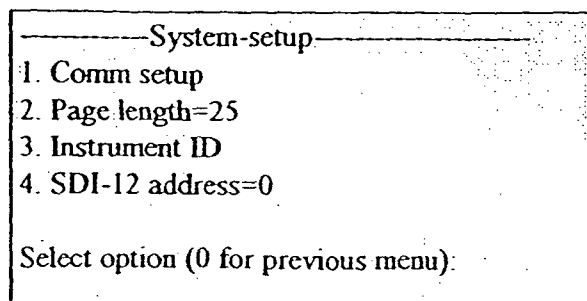 ----------System-setup----------
1. Comm setup
2. Page length=25
3. Instrument ID
4. SDI-12 address=0
Select option (0 for previous menu):